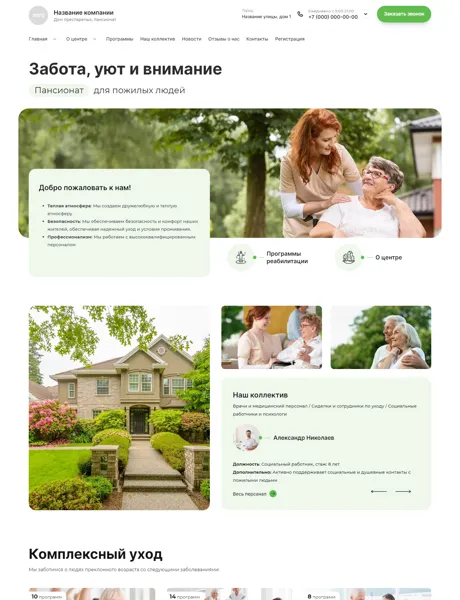 Название компании
Дом престарелых, пансионат
Название улицы, дом 1
Ежедневно с 9:00-21:00
+7 (000) 000-00-00
Заказать звонок
Главная
О центре
Программы
Наш коллектив
Новости
Отзывы о нас
Контакты
Регистрация
Забота, уют и внимание
Пансионат для пожилых людей
Добро пожаловать к нам!
Теплая атмосфера: Мы создаем дружелюбную и теплую
атмосферу.
Безопасность: Мы обеспечиваем безопасность и комфорт наших
жителей, обеспечивая надежный уход и условия проживания.
Профессионализм: Мы работаем с высококвалифицированным
персоналом
Программы
реабилитации
О центре
Наш коллектив
Врачи и медицинский персонал / Сиделки и сотрудники по уходу / Социальные
работники и психологи
Александр Николаев
Должность: Социальный работник, стаж: 8 лет
Дополнительно: Активно поддерживает социальные и душевные контакты с
пожилыми людьми
Весь персонал
Комплексный уход
Мы заботимся о людях преклонного возраста со следующими заболеваниями:
10 программ
14 программ
8 программ